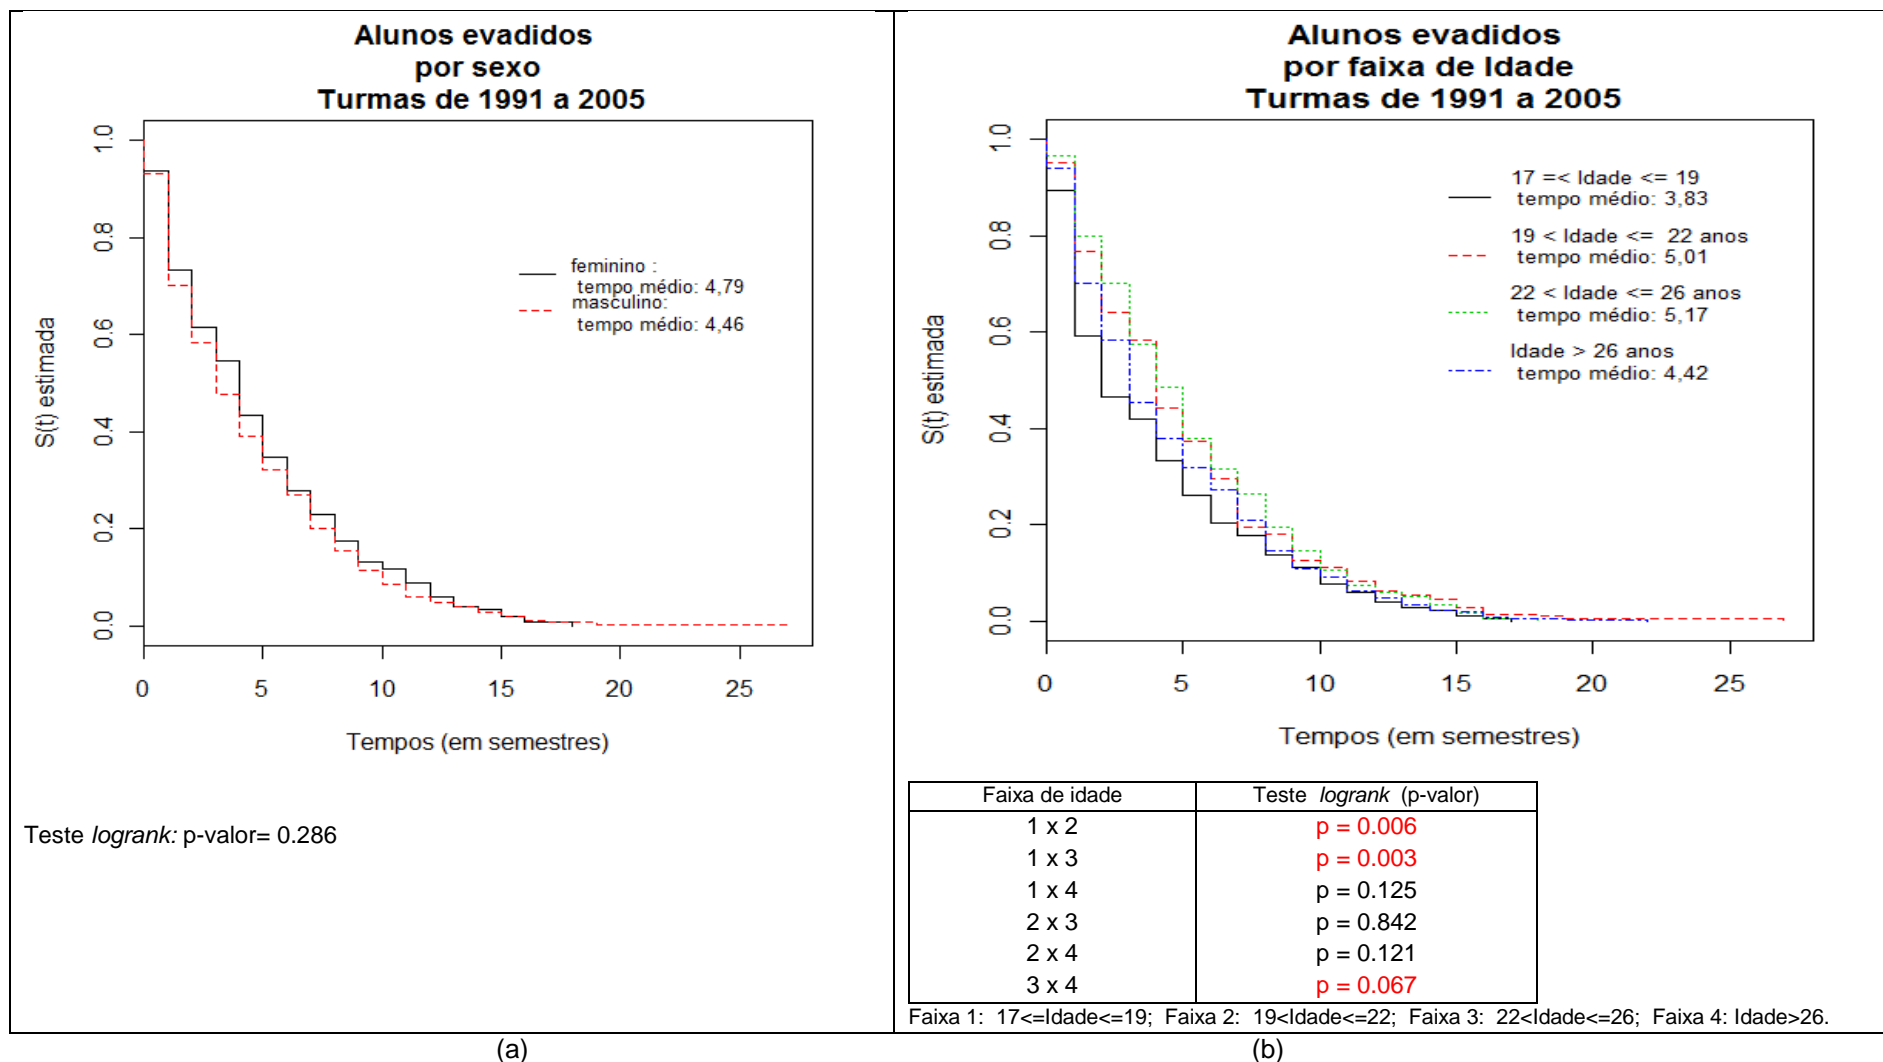 Alunos evadidos
por sexo
Turmas de 1991 a 2005
1.0
0.8
0.6
0.4
0.2
0.0
S(t) estimada
feminino :
tempo médio: 4,79
masculino:
tempo médio: 4,46
0 5 10 15 20 25
Tempos (em semestres)
Teste logrank: p-valor= 0.286
(a)
Alunos evadidos
por faixa de Idade
Turmas de 1991 a 2005
1.0
0.8
0.6
0.4
0.2
0.0
S(t) estimada
17 =< Idade <= 19
tempo médio: 3,83
19 < Idade <= 22 anos
tempo médio: 5,01
22 < Idade <= 26 anos
tempo médio: 5,17
Idade > 26 anos
tempo médio: 4,42
0 5 10 15 20 25
Tempos (em semestres)
Faixa de idade Teste logrank (p-valor)
1 x 2 p = 0.006
1 x 3 p = 0.003
1 x 4 p = 0.125
2 x 3 p = 0.842
2 x 4 p = 0.121
3 x 4 p = 0.067
Faixa 1: 17<=Idade<=19; Faixa 2: 19<Idade<=22; Faixa 3: 22<Idade<=26; Faixa 4: Idade>26.
(b)